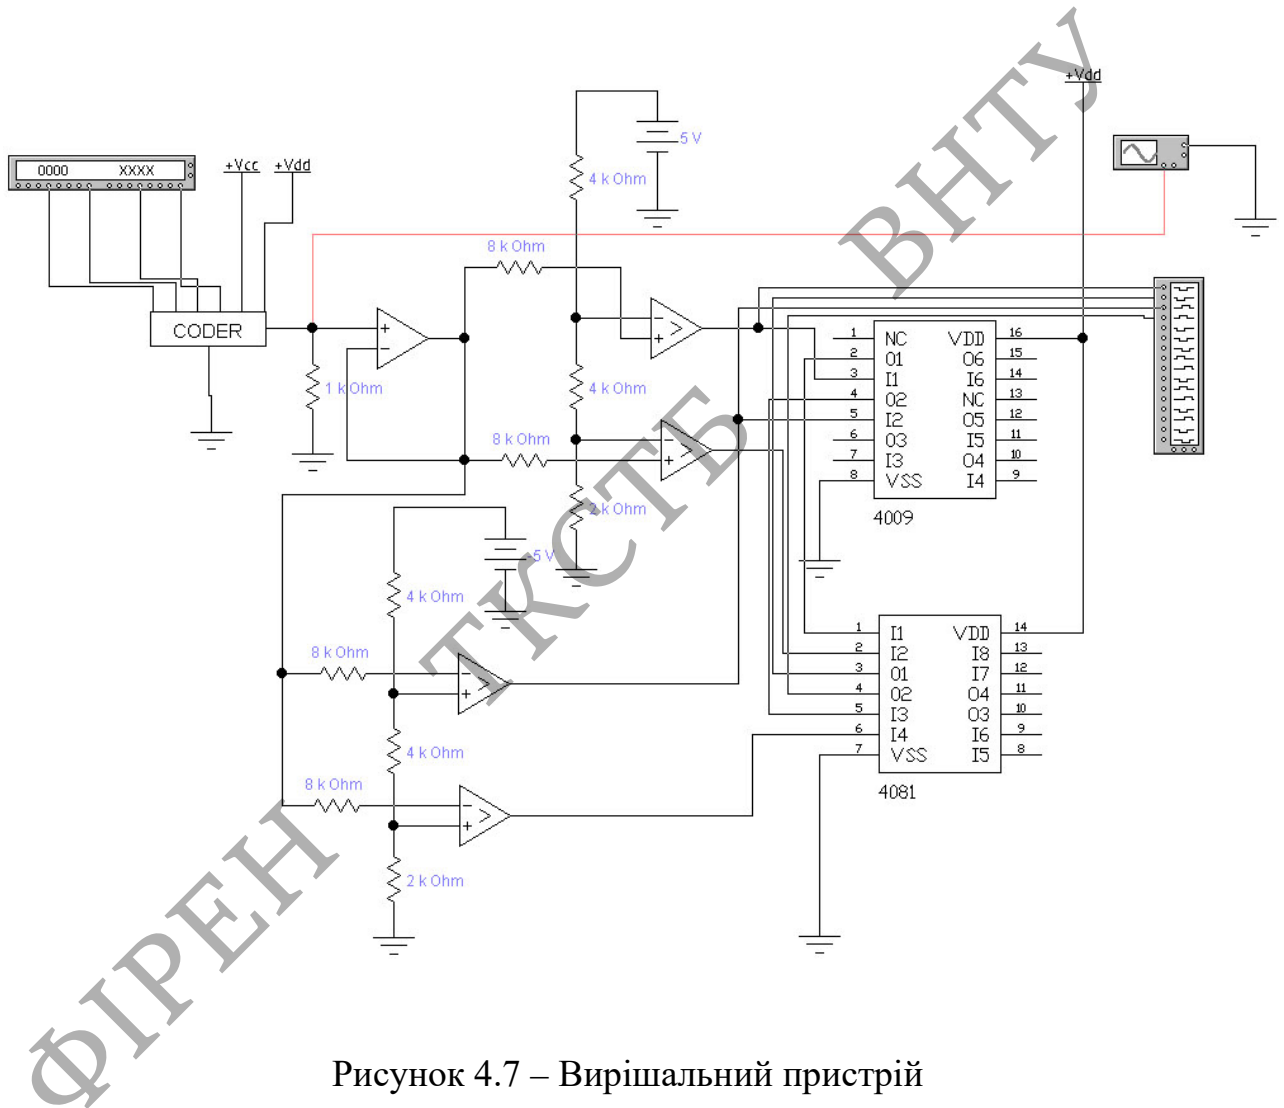 +Vdd
5 V
0000 XXXX
+Vcc +Vdd
4 k Ohm
8 k Ohm
CODER
1 k Ohm
4 k Ohm
8 k Ohm
2 k Ohm
1 NC VDD 16
2 O1 O6 15
3 I1 I6 14
4 O2 NC 13
5 I2 O5 12
6 O3 I5 11
7 I3 O4 10
8 VSS I4 9
4009
-5 V
4 k Ohm
8 k Ohm
4 k Ohm
8 k Ohm
2 k Ohm
1 I1 VDD 14
2 I2 I8 13
3 O1 I7 12
4 O2 O4 11
5 I3 O3 10
6 I4 I6 9
7 VSS I5 8
4081
ФІРЕН ТКСТБ ВНТУ
Рисунок 4.7 – Вирішальний пристрій